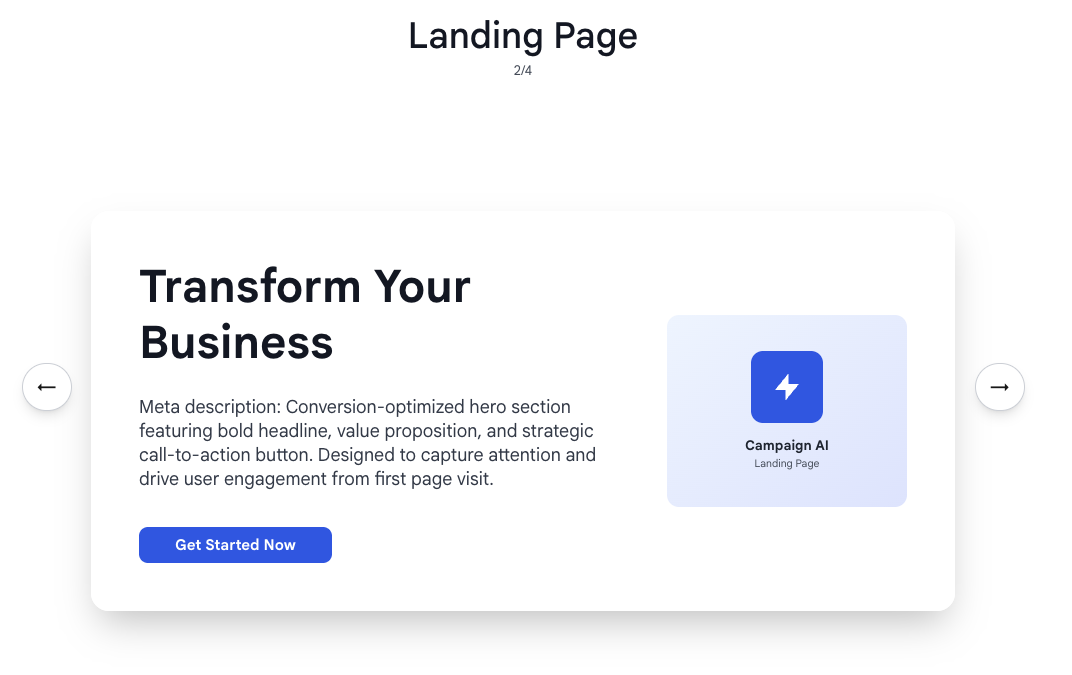 Landing Page
2/4
Transform Your
Business
Meta description: Conversion-optimized hero section
featuring bold headline, value proposition, and strategic
call-to-action button. Designed to capture attention and
drive user engagement from first page visit.
Get Started Now
Campaign AI
Landing Page